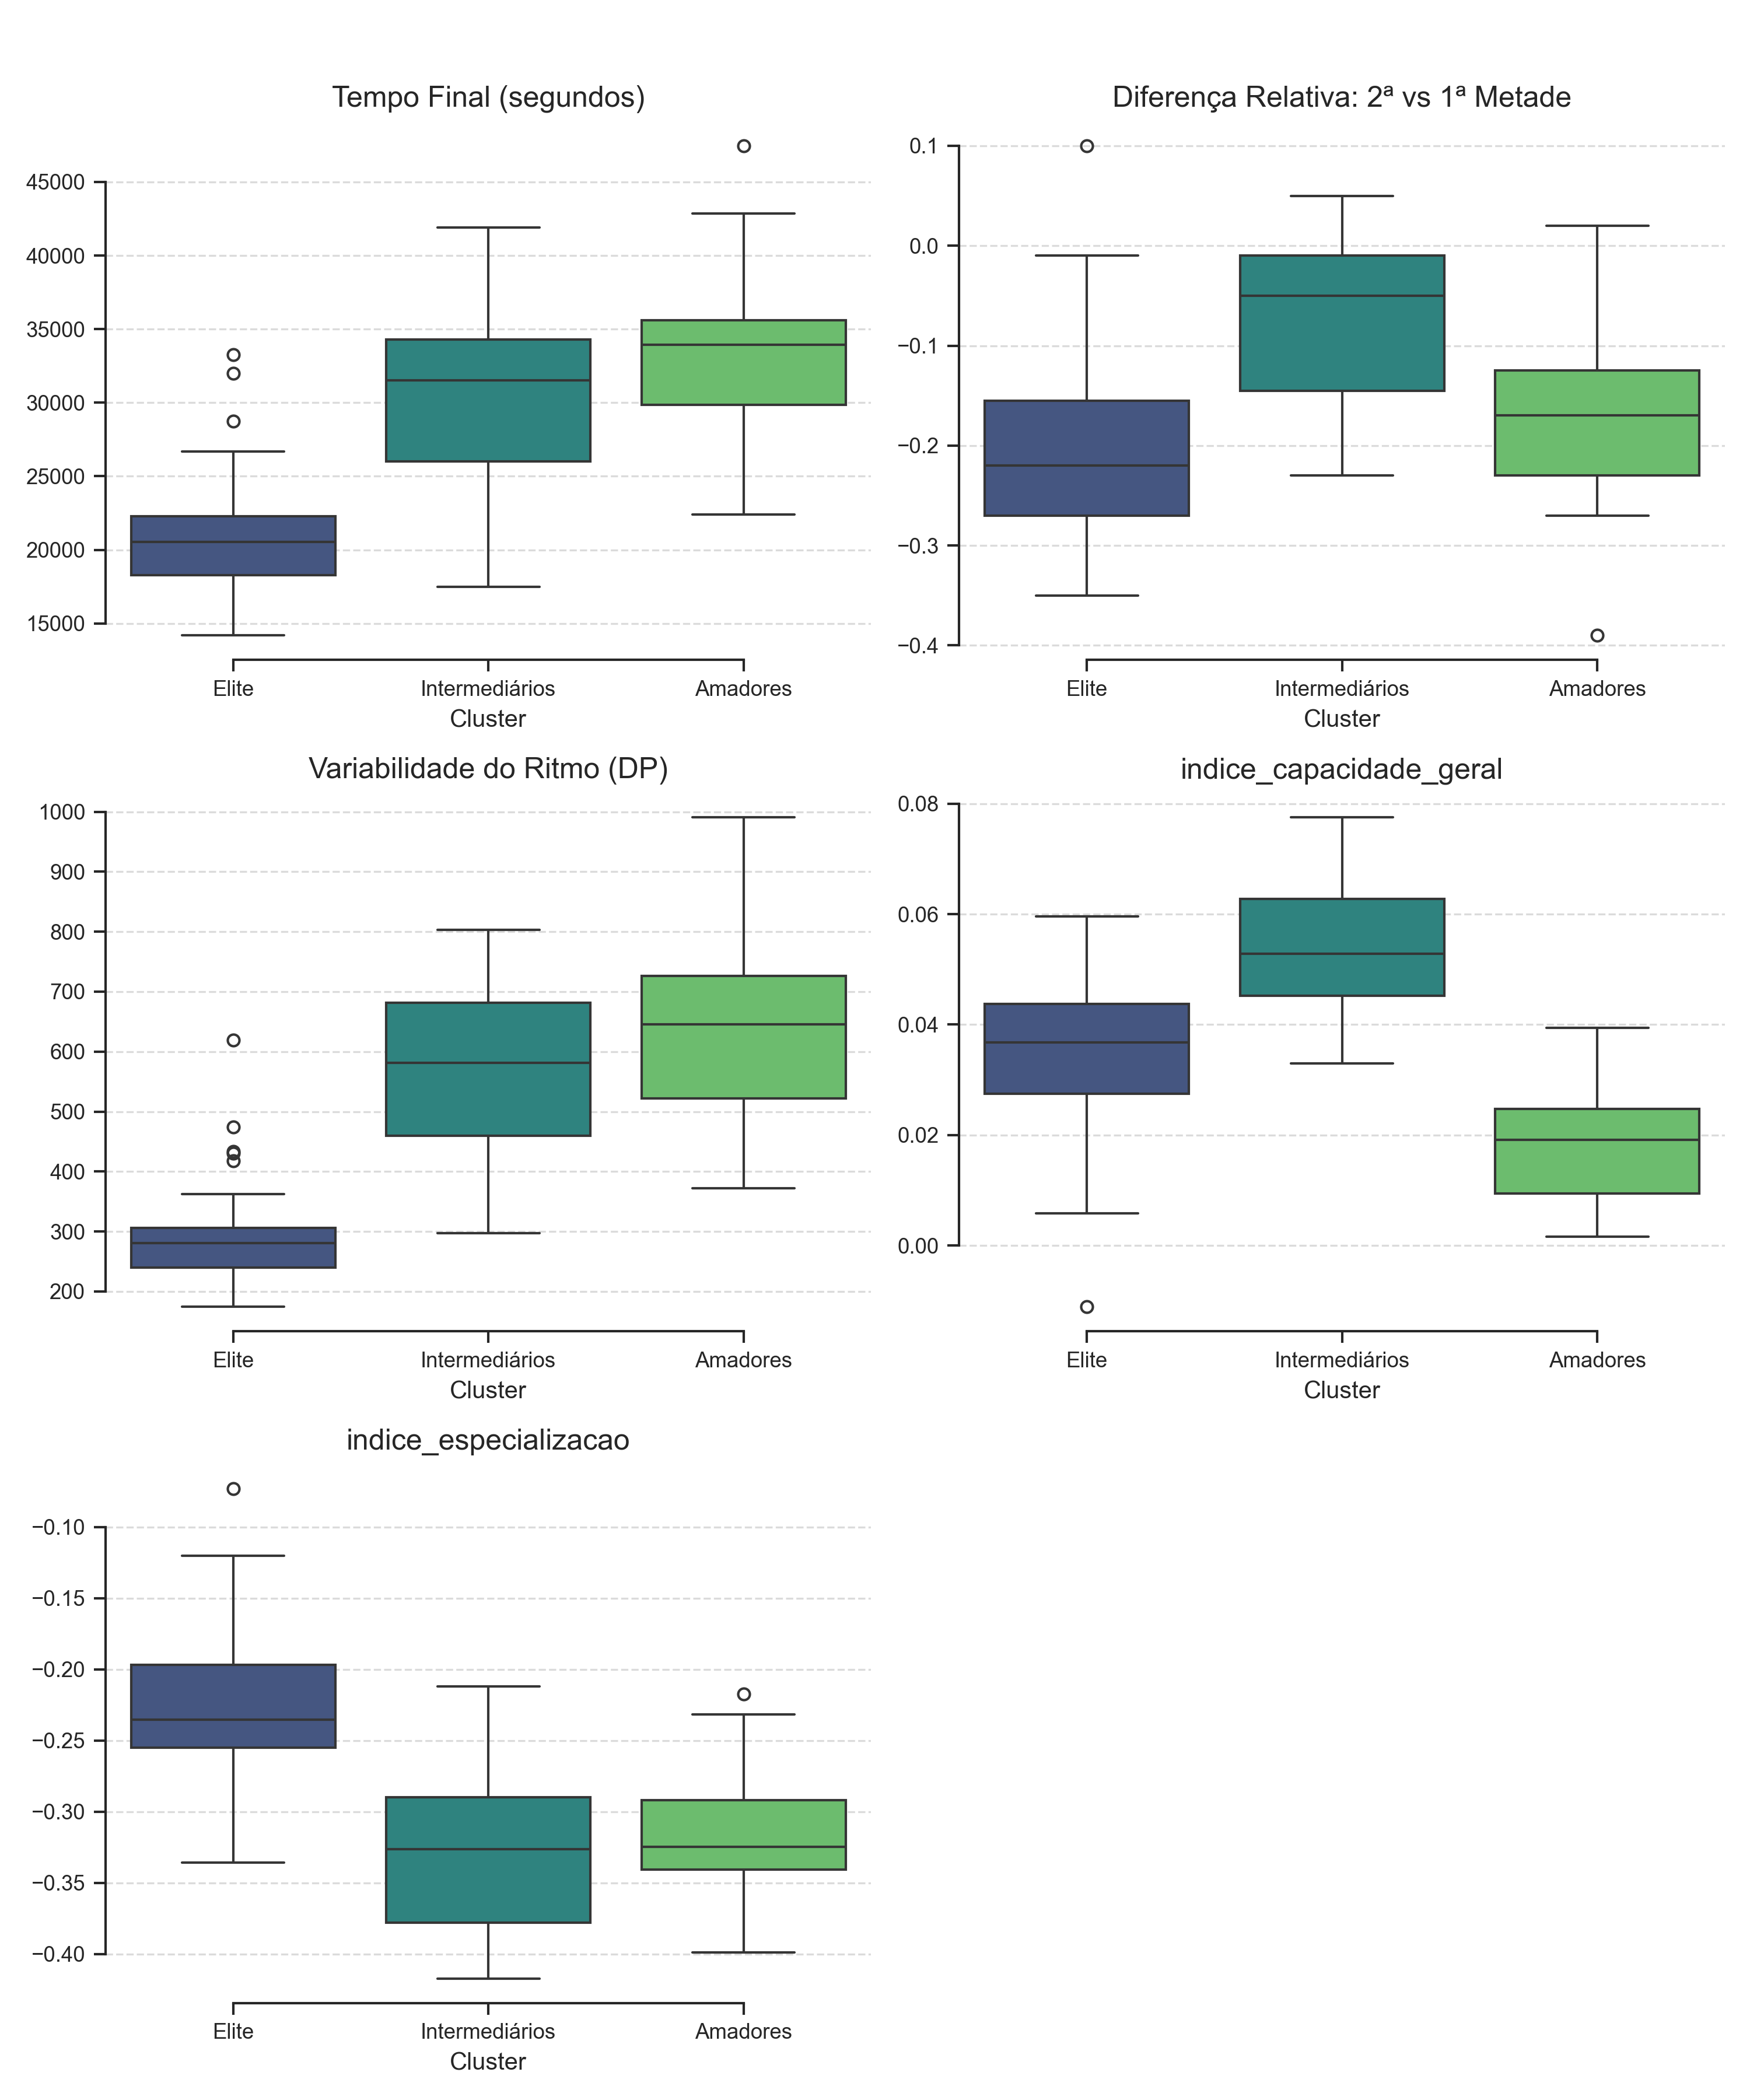 Tempo Final (segundos)
45000
40000
35000
30000
25000
20000
15000
Elite Intermediários Amadores
Cluster
Diferença Relativa: 2ª vs 1ª Metade
0.1
0.0
−0.1
−0.2
−0.3
−0.4
Elite Intermediários Amadores
Cluster
Variabilidade do Ritmo (DP)
1000
900
800
700
600
500
400
300
200
Elite Intermediários Amadores
Cluster
indice_capacidade_geral
0.08
0.06
0.04
0.02
0.00
Elite Intermediários Amadores
Cluster
indice_especializacao
−0.10
−0.15
−0.20
−0.25
−0.30
−0.35
−0.40
Elite Intermediários Amadores
Cluster